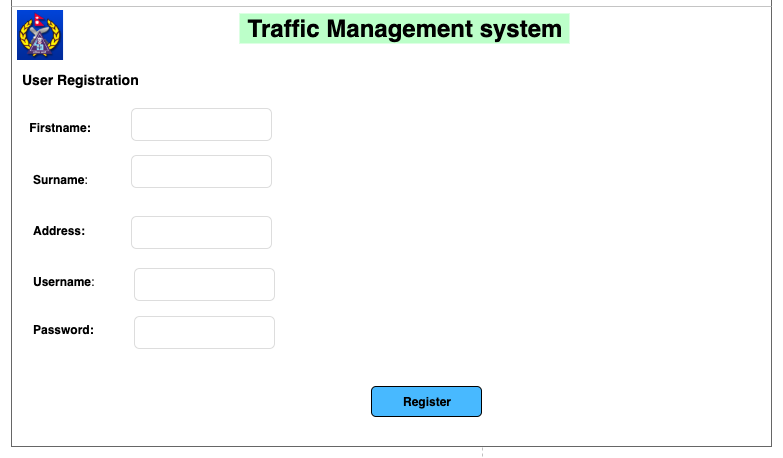 Traffic Management system
User Registration
Firstname:
Surname:
Address:
Username:
Password:
Register